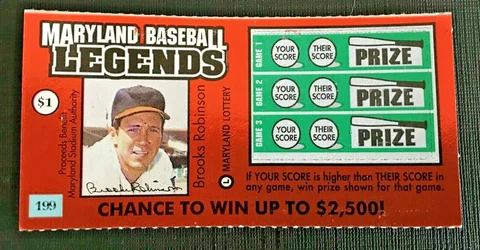 MARYLAND BASEBALL
LEGENDS
$1
Proceeds Benefit
Maryland Stadium Authority
Brooks Robinson
Brooks Robinson
L MARYLAND LOTTERY
199
GAME 1
YOUR SCORE
THEIR SCORE
PRIZE
GAME 2
YOUR SCORE
THEIR SCORE
PRIZE
GAME 3
YOUR SCORE
THEIR SCORE
PRIZE
If YOUR SCORE is higher than THEIR SCORE in
any game, win prize shown for that game.
CHANCE TO WIN UP TO $2,500!